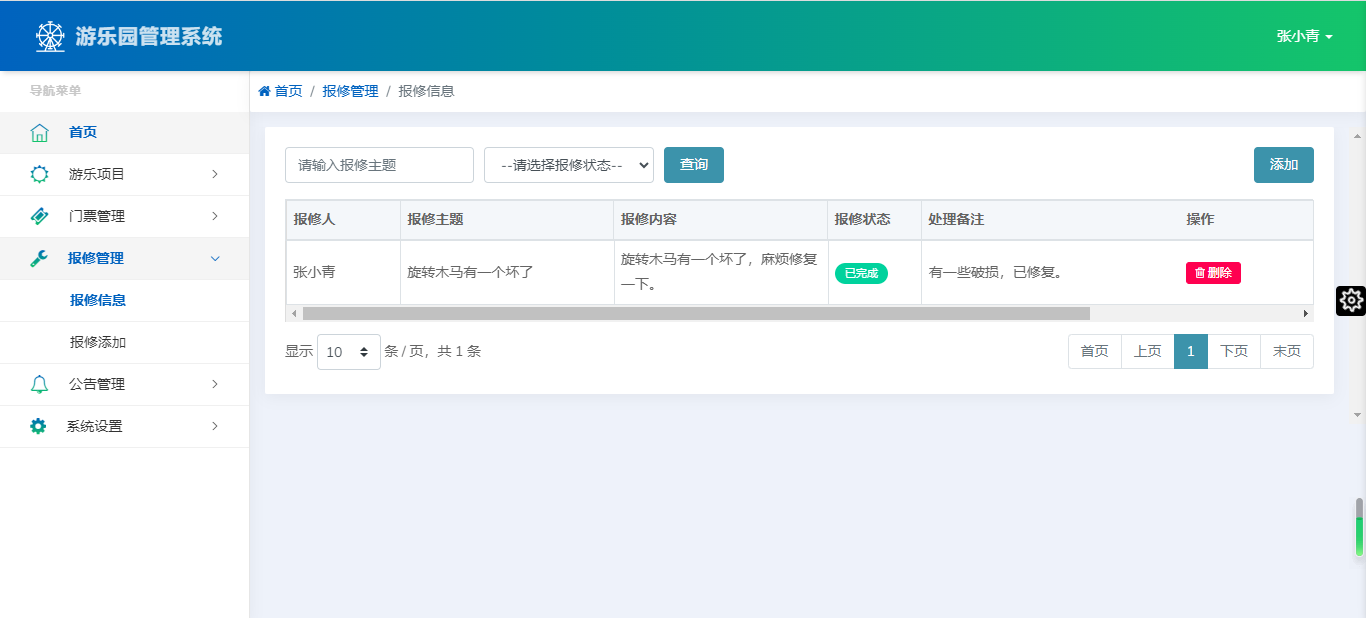 游乐园管理系统
张小青
导航菜单
首页 / 报修管理 / 报修信息
首页
游乐项目
门票管理
报修管理
报修信息
报修添加
公告管理
系统设置
请输入报修主题 --请选择报修状态-- 查询 添加
报修人 报修主题 报修内容 报修状态 处理备注 操作
张小青 旋转木马有一个坏了 旋转木马有一个坏了，麻烦修复
一下。 已完成 有一些破损，已修复。 删除
显示 10 条 / 页，共 1 条 首页 上页 1 下页 末页